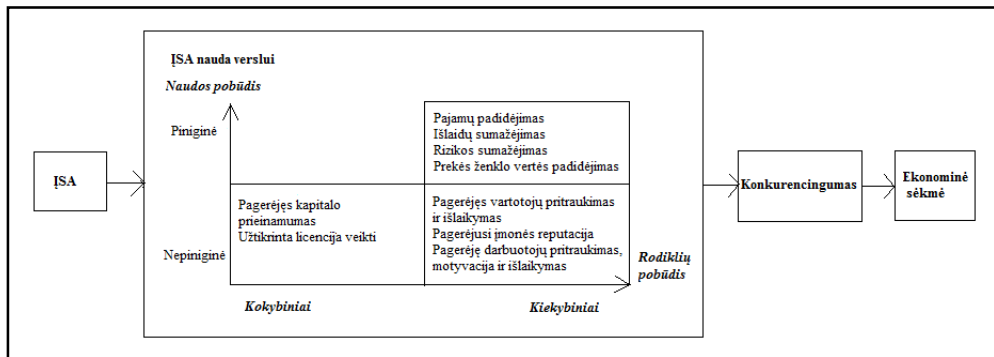 ĮSA nauda verslui
Naudos pobūdis
Piniginė
Pajamų padidėjimas
Išlaidų sumažėjimas
Rizikos sumažėjimas
Prekės ženklo vertės padidėjimas
ĮSA
Konkurencingumas
Ekonominė
sėkmė
Pagerėjęs kapitalo
prieinamumas
Užtikrinta licencija veikti
Pagerėjęs vartotojų pritraukimas
ir išlaikymas
Pagerėjusi įmonės reputacija
Pagerėję darbuotojų pritraukimas,
motyvacija ir išlaikymas
Nepiniginė
Rodiklių
pobūdis
Kokybiniai
Kiekybiniai